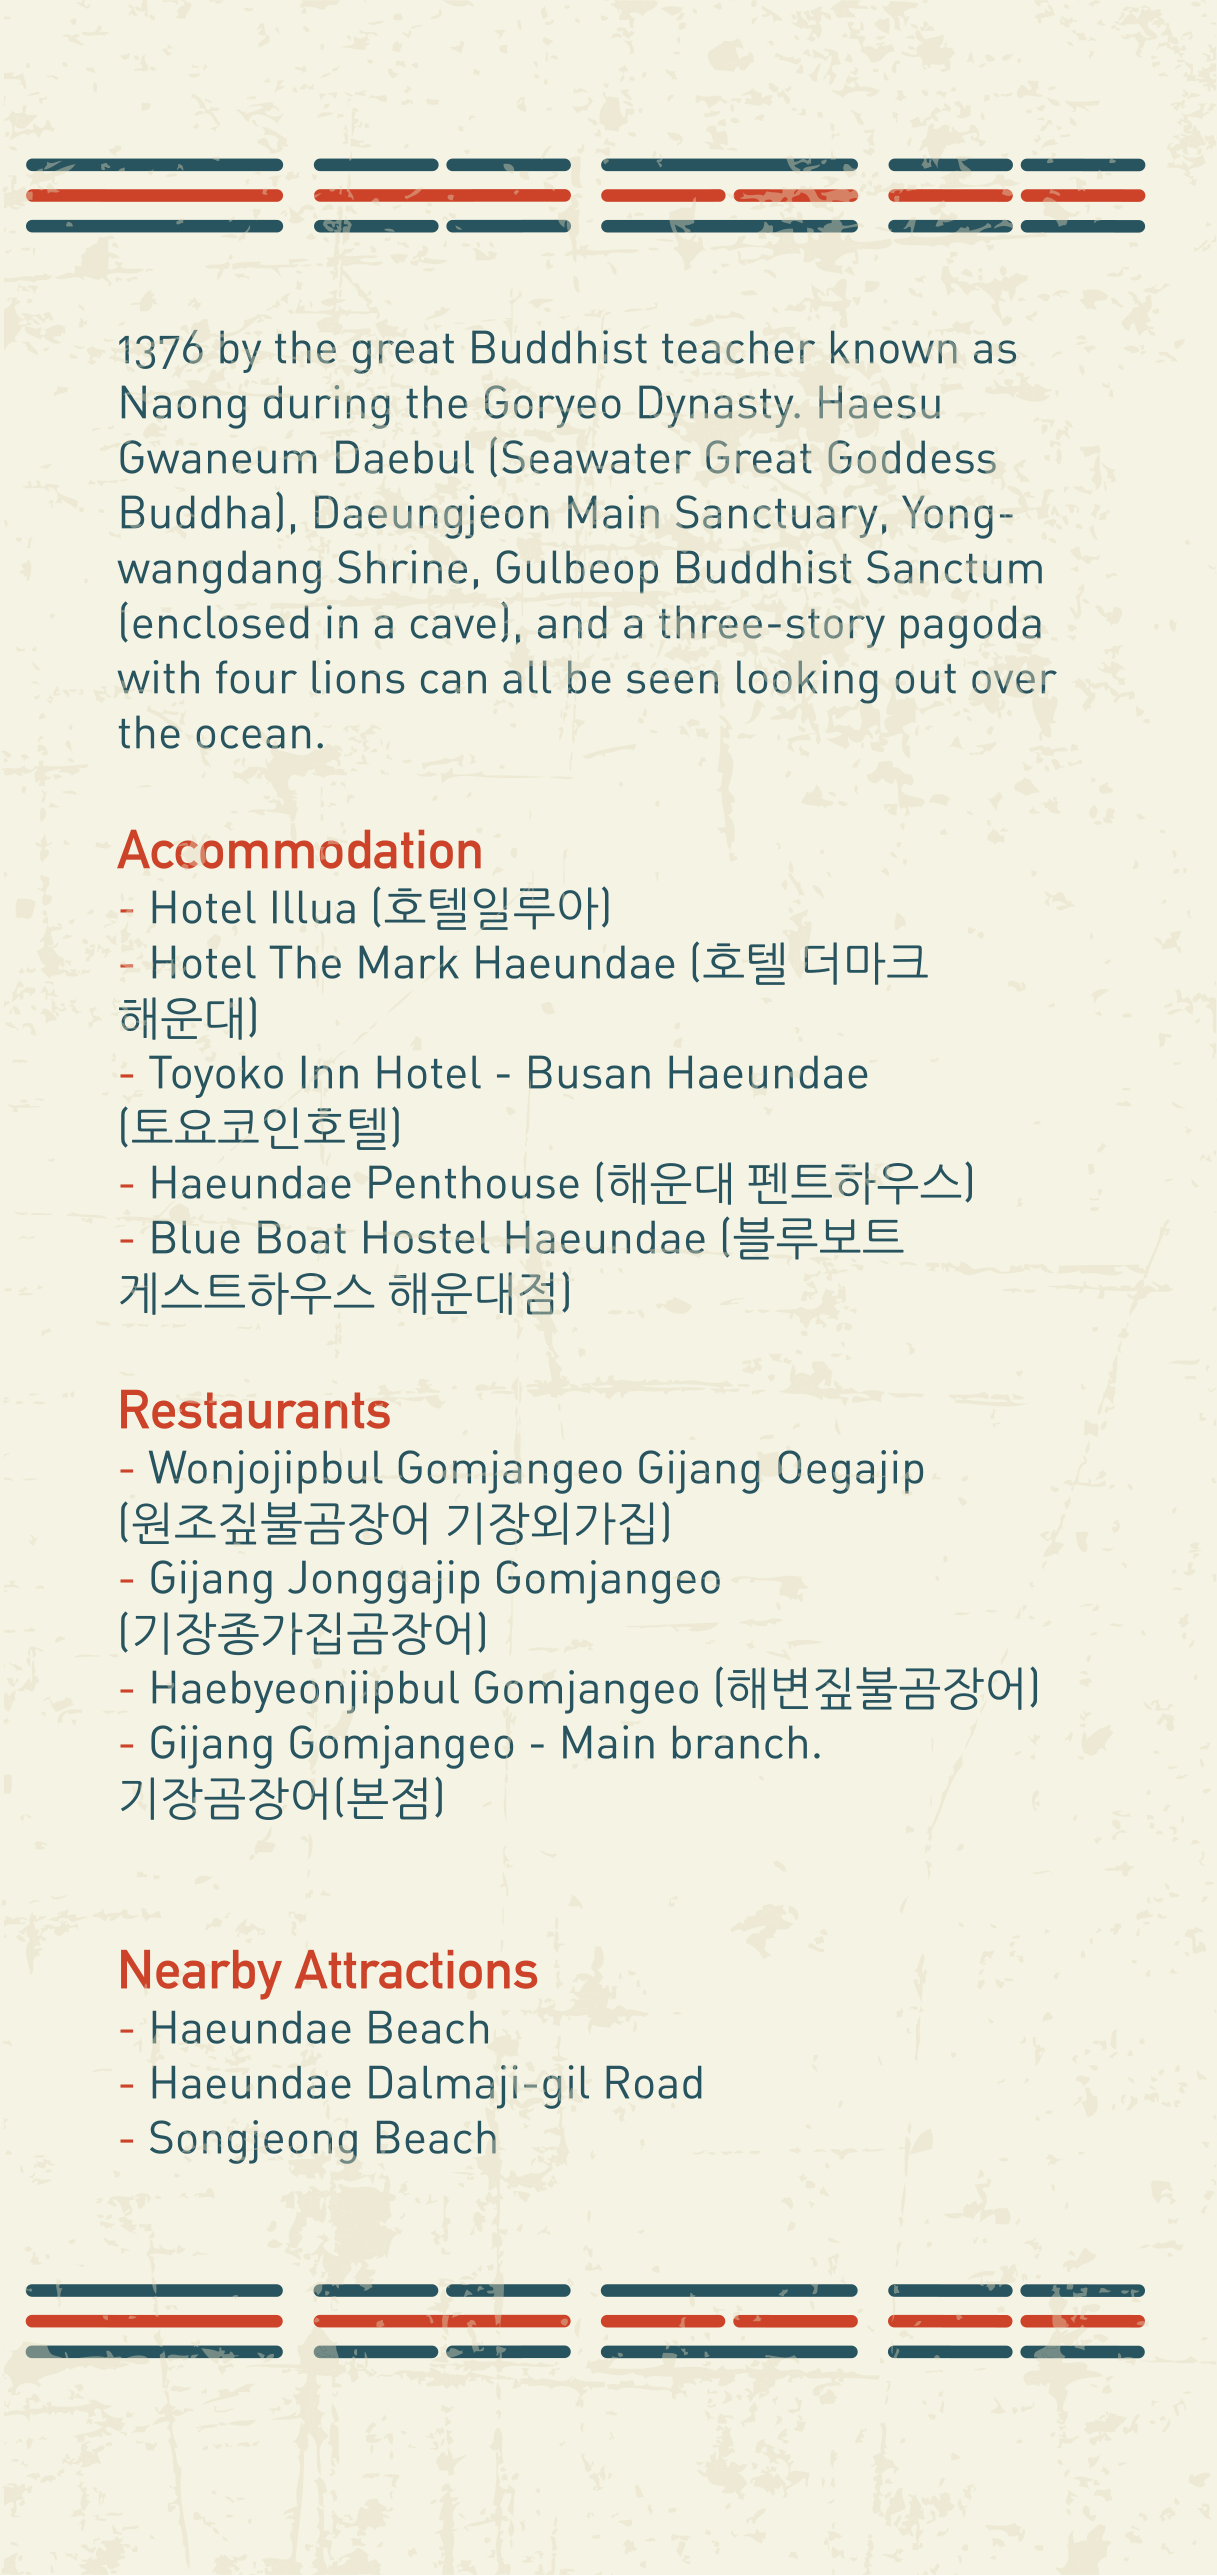 1376 by the great Buddhist teacher known as
Naong during the Goryeo Dynasty. Haesu
Gwaneum Daebul (Seawater Great Goddess
Buddha), Daeungjeon Main Sanctuary, Yong-
wangdang Shrine, Gulbeop Buddhist Sanctum
(enclosed in a cave), and a three-story pagoda
with four lions can all be seen looking out over
the ocean.
Accommodation
- Hotel Illua (호텔일루아)
- Hotel The Mark Haeundae (호텔 더마크
해운대)
- Toyoko Inn Hotel - Busan Haeundae
(토요코인호텔)
- Haeundae Penthouse (해운대 펜트하우스)
- Blue Boat Hostel Haeundae (블루보트
게스트하우스 해운대점)
Restaurants
- Wonjojipbul Gomjangeo Gijang Oegajip
(원조짚불곰장어 기장외가집)
- Gijang Jonggajip Gomjangeo
(기장종가집곰장어)
- Haebyeonjipbul Gomjangeo (해변짚불곰장어)
- Gijang Gomjangeo - Main branch.
기장곰장어(본점)
Nearby Attractions
- Haeundae Beach
- Haeundae Dalmaji-gil Road
- Songjeong Beach